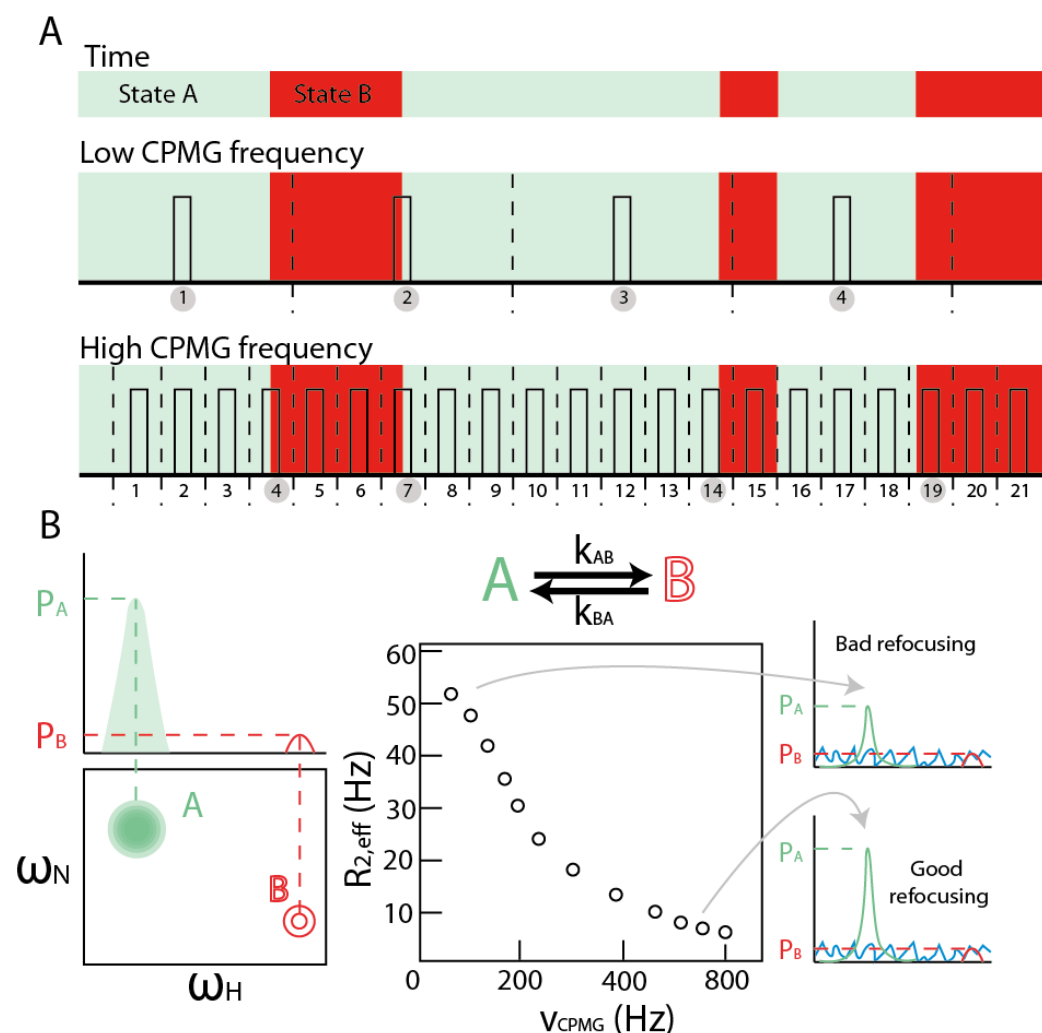 A
Time
State A State B
Low CPMG frequency
1 2 3 4
High CPMG frequency
1 2 3 4 5 6 7 8 9 10 11 12 13 14 15 16 17 18 19 20 21
B
kAB
A B
kBA
PA
PB
A
B
ωN
ωH
R2,eff (Hz)
60
50
40
30
20
10
0 200 400 800
vCPMG (Hz)
Bad refocusing
PA
PB
Good
refocusing
PA
PB